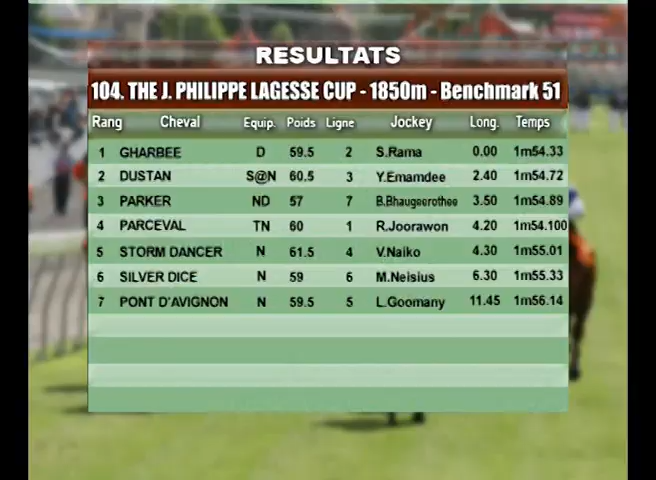 RESULTATS
104. THE J. PHILIPPE LAGESSE CUP - 1850m - Benchmark 51
Rang Cheval Equip. Poids Ligne Jockey Long. Temps
1 GHARBEE D 59.5 2 S.Rama 0.00 1m54.33
2 DUSTAN S@N 60.5 3 Y.Emamdee 2.40 1m54.72
3 PARKER ND 57 7 B.Bhaugeerothee 3.50 1m54.89
4 PARCEVAL TN 60 1 R.Joorawon 4.20 1m54.100
5 STORM DANCER N 61.5 4 V.Naiko 4.30 1m55.01
6 SILVER DICE N 59 6 M.Neisius 6.30 1m55.33
7 PONT D'AVIGNON N 59.5 5 L.Goomany 11.45 1m56.14